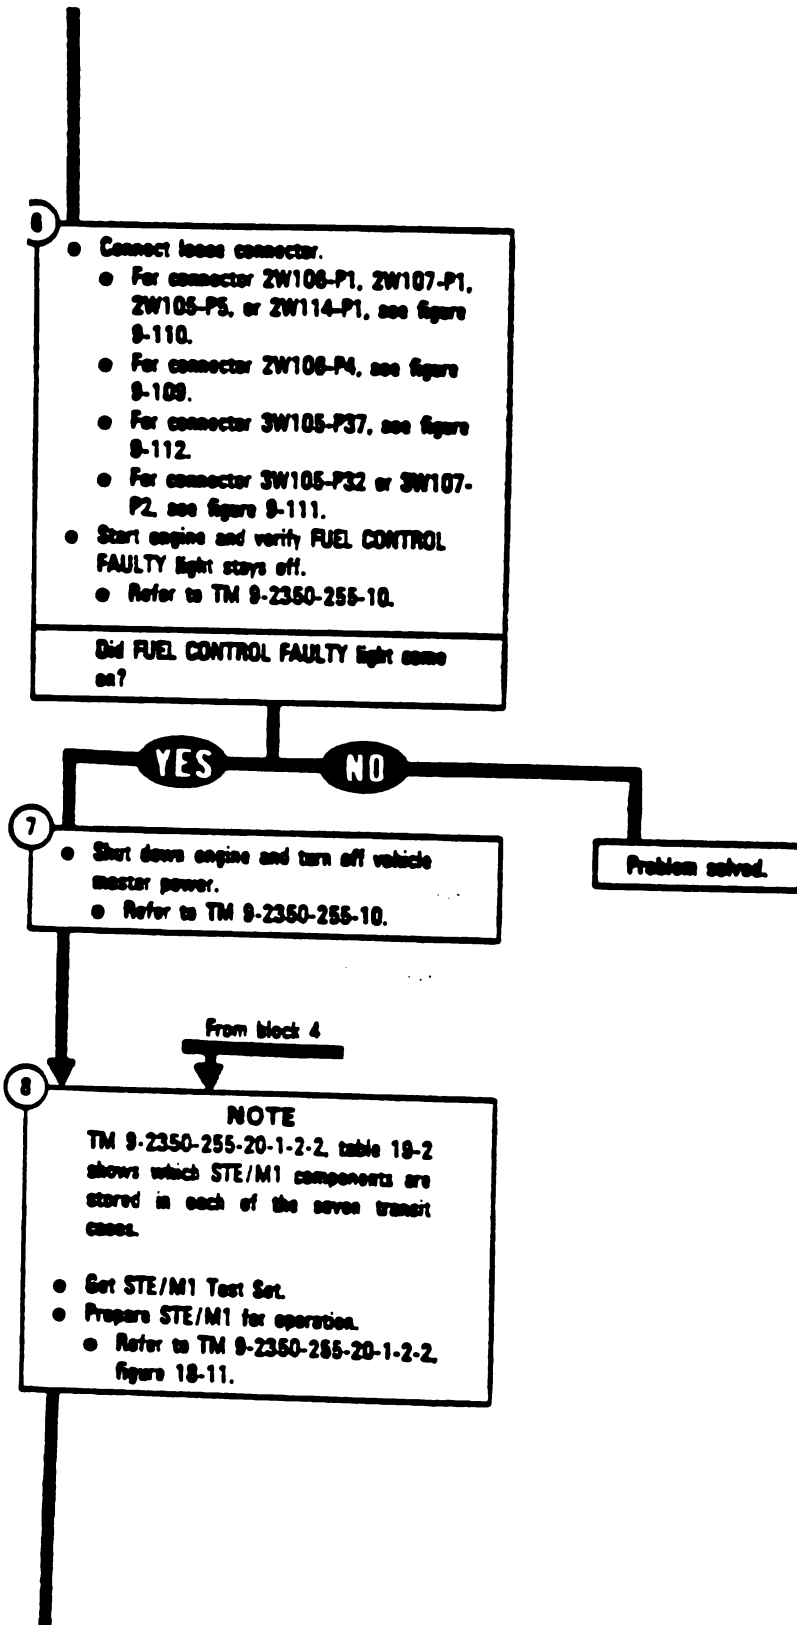 6
● Connect loose connector.
● For connector 2W106-P1, 2W107-P1,
2W105-P5, or 2W114-P1, see figure
9-110.
● For connector 2W106-P4, see figure
9-109.
● For connector 3W105-P37, see figure
9-112.
● For connector 3W105-P32 or 3W107-
P2, see figure 9-111.
● Start engine and verify FUEL CONTROL
FAULTY light stays off.
● Refer to TM 9-2350-255-10.
Did FUEL CONTROL FAULTY light come
on?
YES NO
7
● Shut down engine and turn off vehicle
master power.
● Refer to TM 9-2350-255-10.
Problem solved.
From block 4
8
NOTE
TM 9-2350-255-20-1-2-2, table 19-2
shows which STE/M1 components are
stored in each of the seven transit
cases.
● Get STE/M1 Test Set.
● Prepare STE/M1 for operation.
● Refer to TM 9-2350-255-20-1-2-2,
figure 18-11.